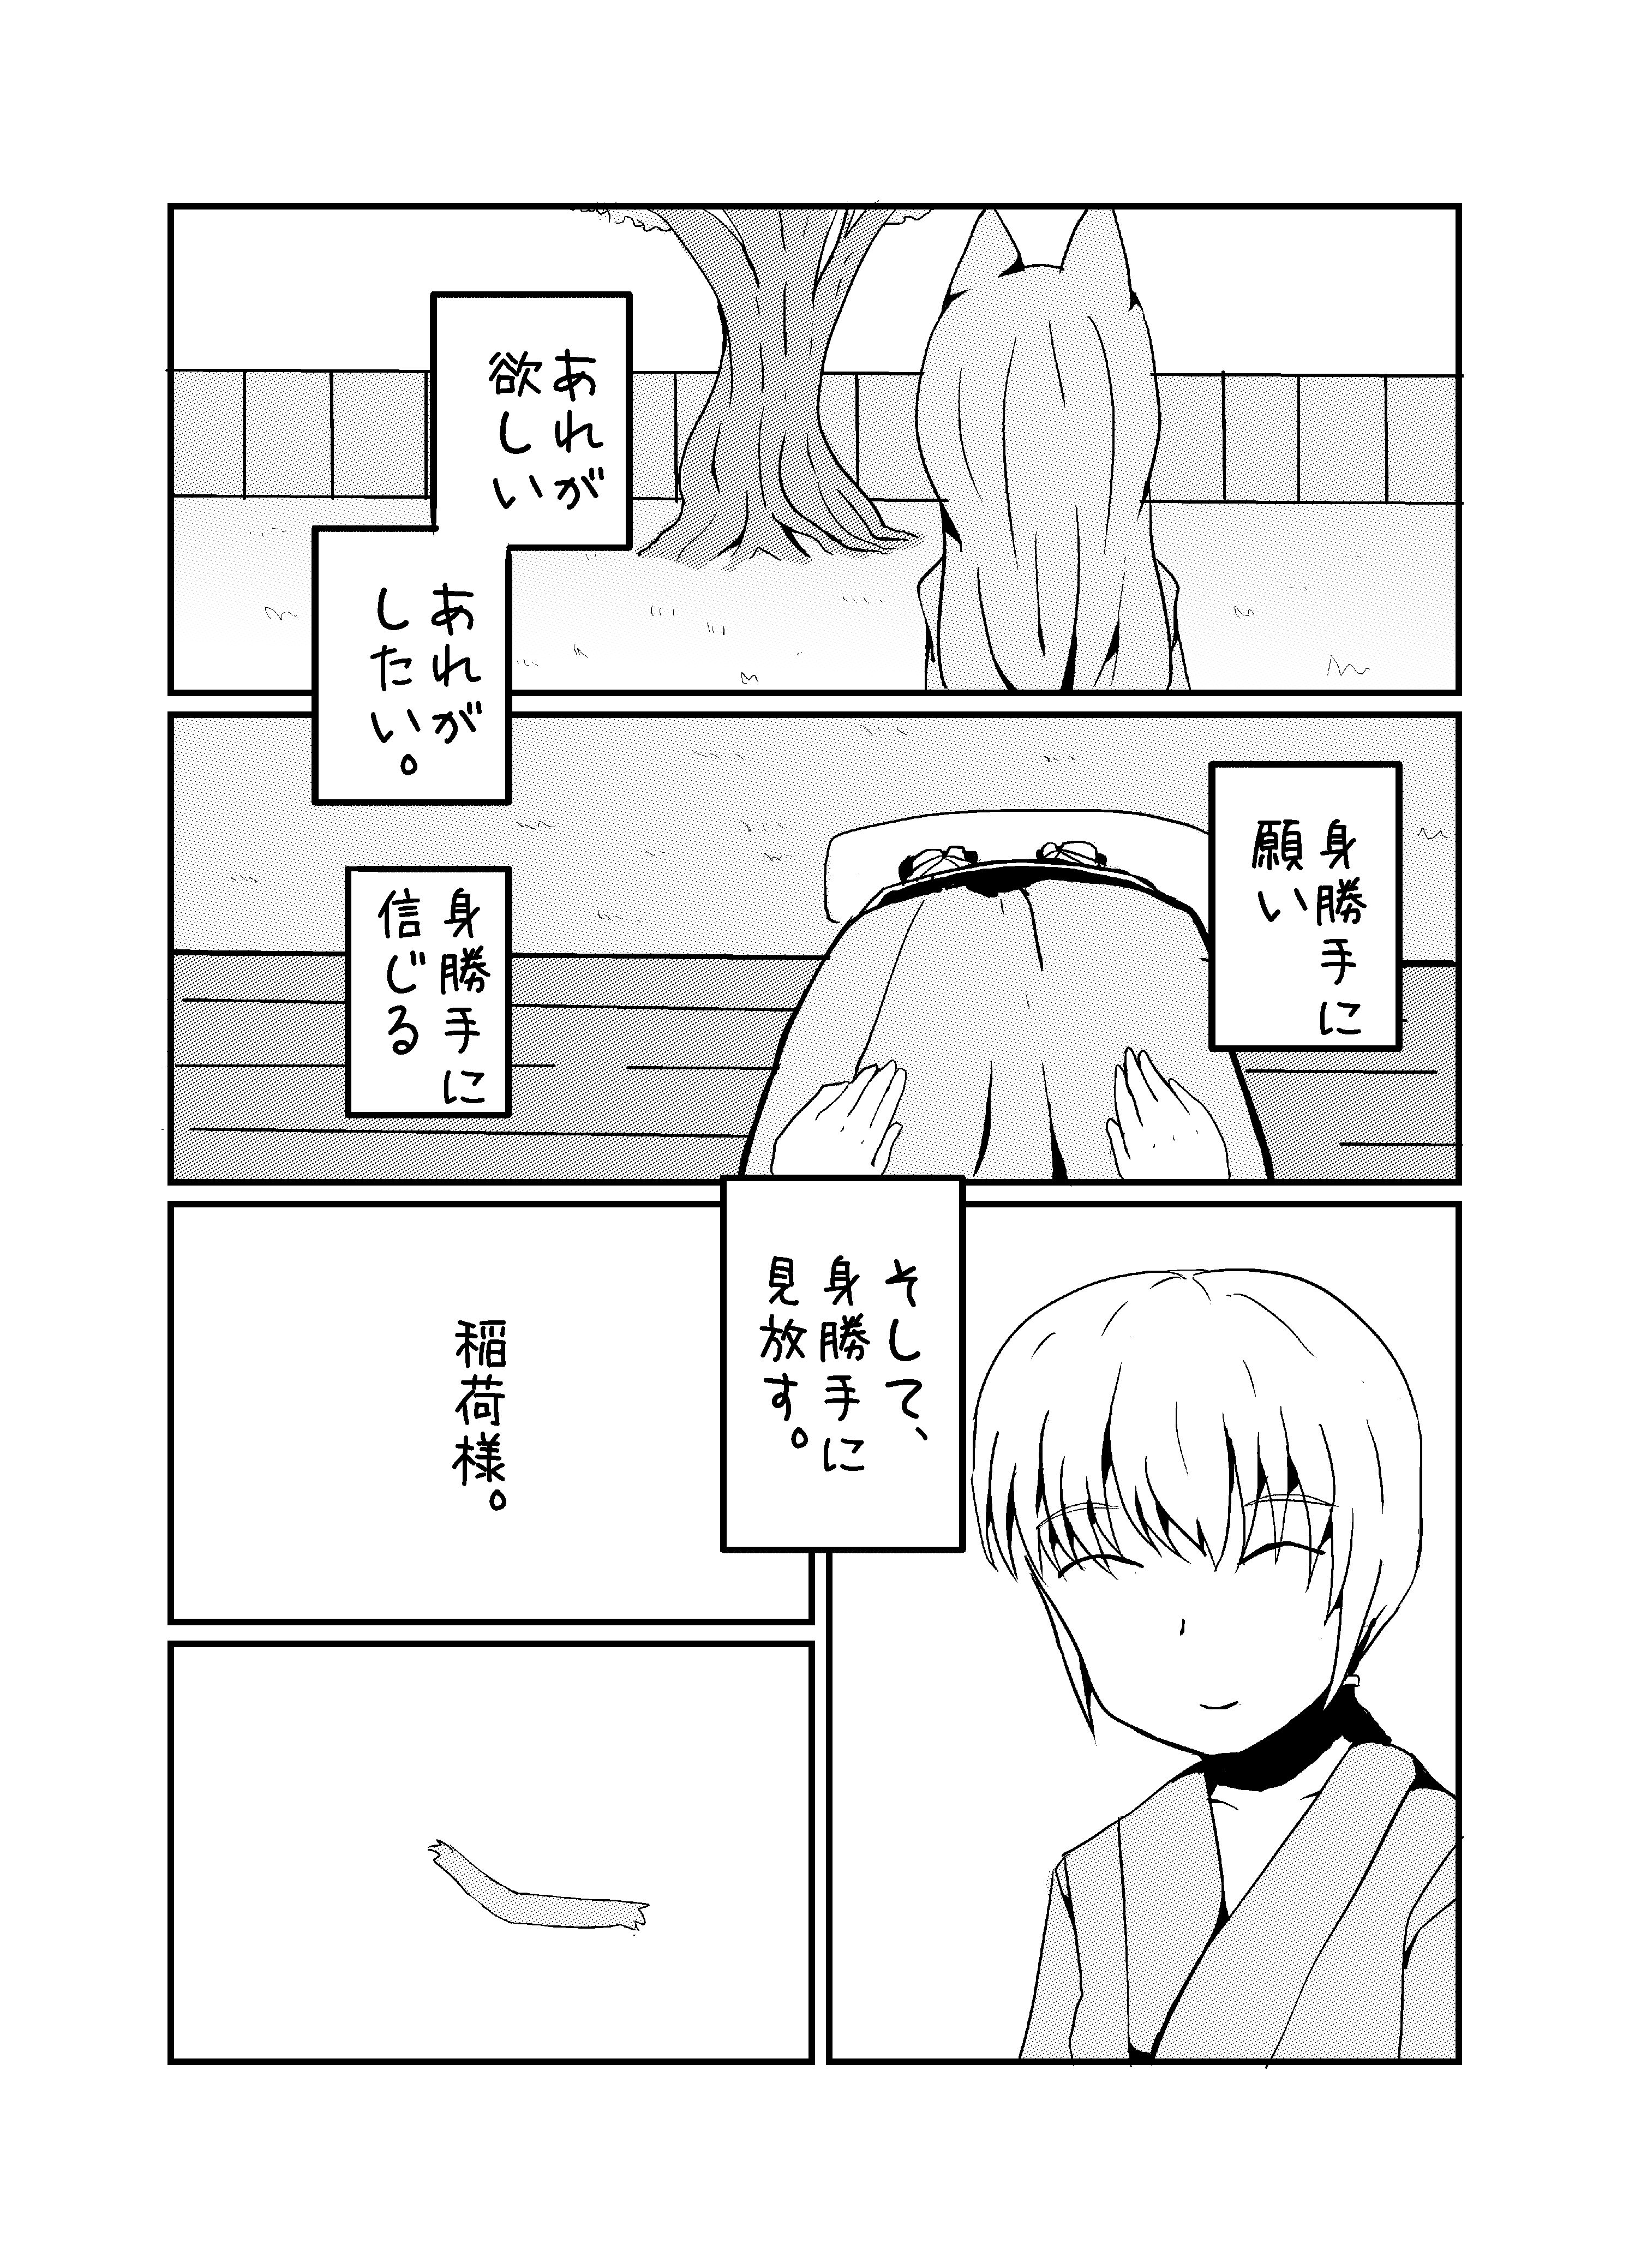 あれが
欲しい
あれが
したい。
身勝手に
願い
身勝手に
信じる
そして、
身勝手に
見放す。
稲荷様。